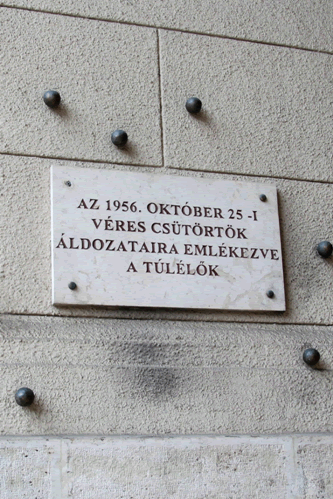 AZ 1956. OKTÓBER 25 -I
VÉRES CSÜTÖRTÖK
ÁLDOZATAIRA EMLÉKEZVE
A TÚLÉLŐK